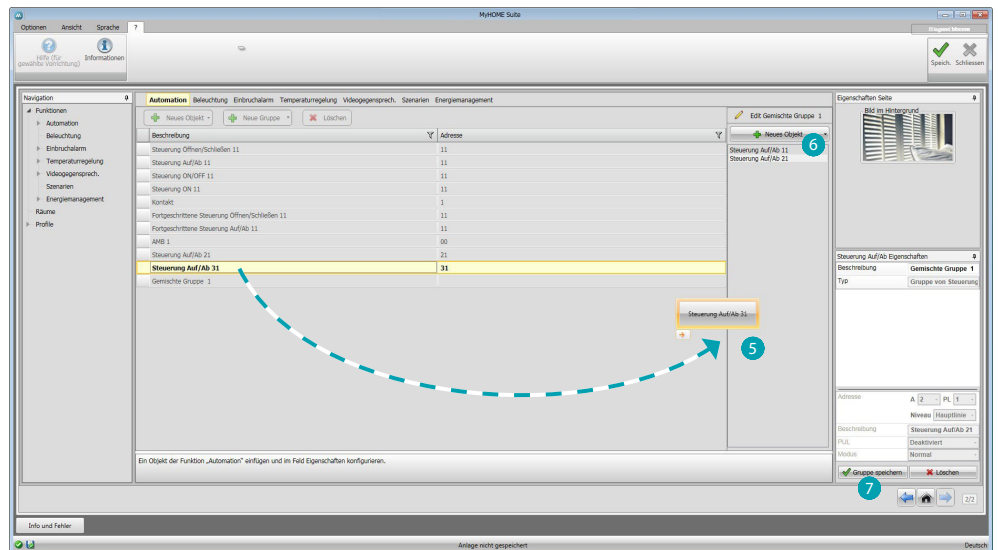 MyHOME Suite
Optionen Ansicht Sprache ?
Hilfe (für gewählte Vorrichtung)
Informationen
Speich. Schliessen
Navigation
Funktionen
Automation
Beleuchtung
Einbruchalarm
Temperaturregelung
Videogegensprech.
Szenarien
Energiemanagement
Räume
Profile
Automation Beleuchtung Einbruchalarm Temperaturregelung Videogegensprech. Szenarien Energiemanagement
Neues Objekt Neue Gruppe Löschen
Beschreibung Adresse
Steuerung Öffnen/Schließen 11 11
Steuerung Auf/Ab 11 11
Steuerung ON/OFF 11 11
Steuerung ON 11 11
Kontakt 1
Fortgeschrittene Steuerung Öffnen/Schließen 11 11
Fortgeschrittene Steuerung Auf/Ab 11 11
AMB 1 00
Steuerung Auf/Ab 21 21
Steuerung Auf/Ab 31 31
Gemischte Gruppe 1
Edit Gemischte Gruppe 1
Neues Objekt
6
Steuerung Auf/Ab 11
Steuerung Auf/Ab 21
Steuerung Auf/Ab 31
5
Ein Objekt der Funktion „Automation" einfügen und im Feld Eigenschaften konfigurieren.
Eigenschaften Seite
Bild im Hintergrund
Steuerung Auf/Ab Eigenschaften
Beschreibung Gemischte Gruppe 1
Typ Gruppe von Steuerung
Adresse A 2 PL 1
Niveau Hauptlinie
Beschreibung Steuerung Auf/Ab 21
PUL Deaktiviert
Modus Normal
Gruppe speichern Löschen
7
2/2
Info und Fehler
Anlage nicht gespeichert Deutsch